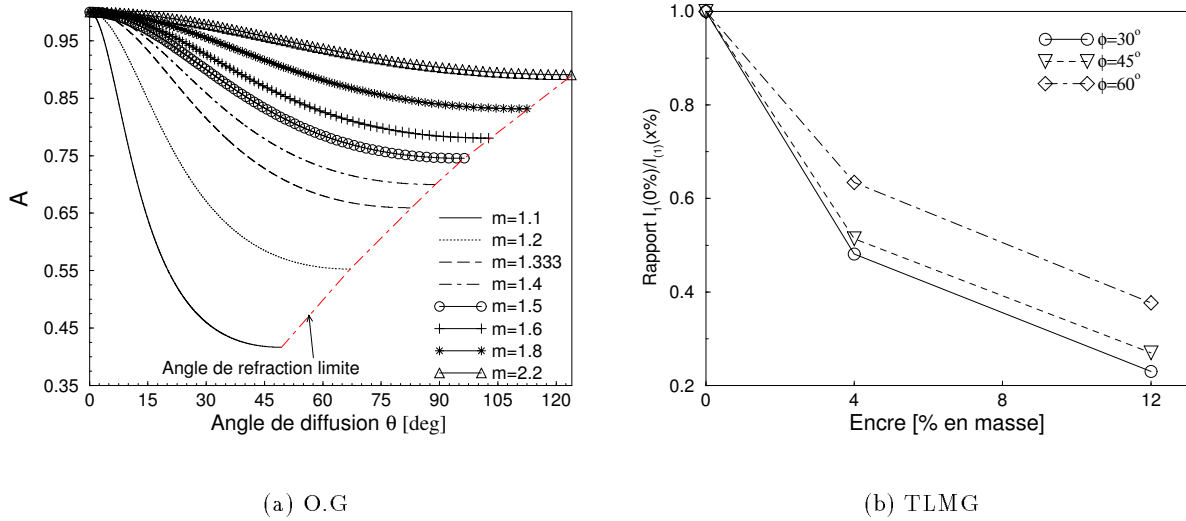 0.95
0.85
0.75
0.65
0.55
0.45
0.35
A
0 15 30 45 60 75 90 105 120
Angle de diffusion θ [deg]
m=1.1
m=1.2
m=1.333
m=1.4
m=1.5
m=1.6
m=1.8
m=2.2
Angle de refraction limite
(a) O.G
1.0
0.8
0.6
0.4
0.2
Rapport I1(0%)/I(1)(x%)
0 4 8 12
Encre [% en masse]
ϕ=30°
ϕ=45°
ϕ=60°
(b) TLMG